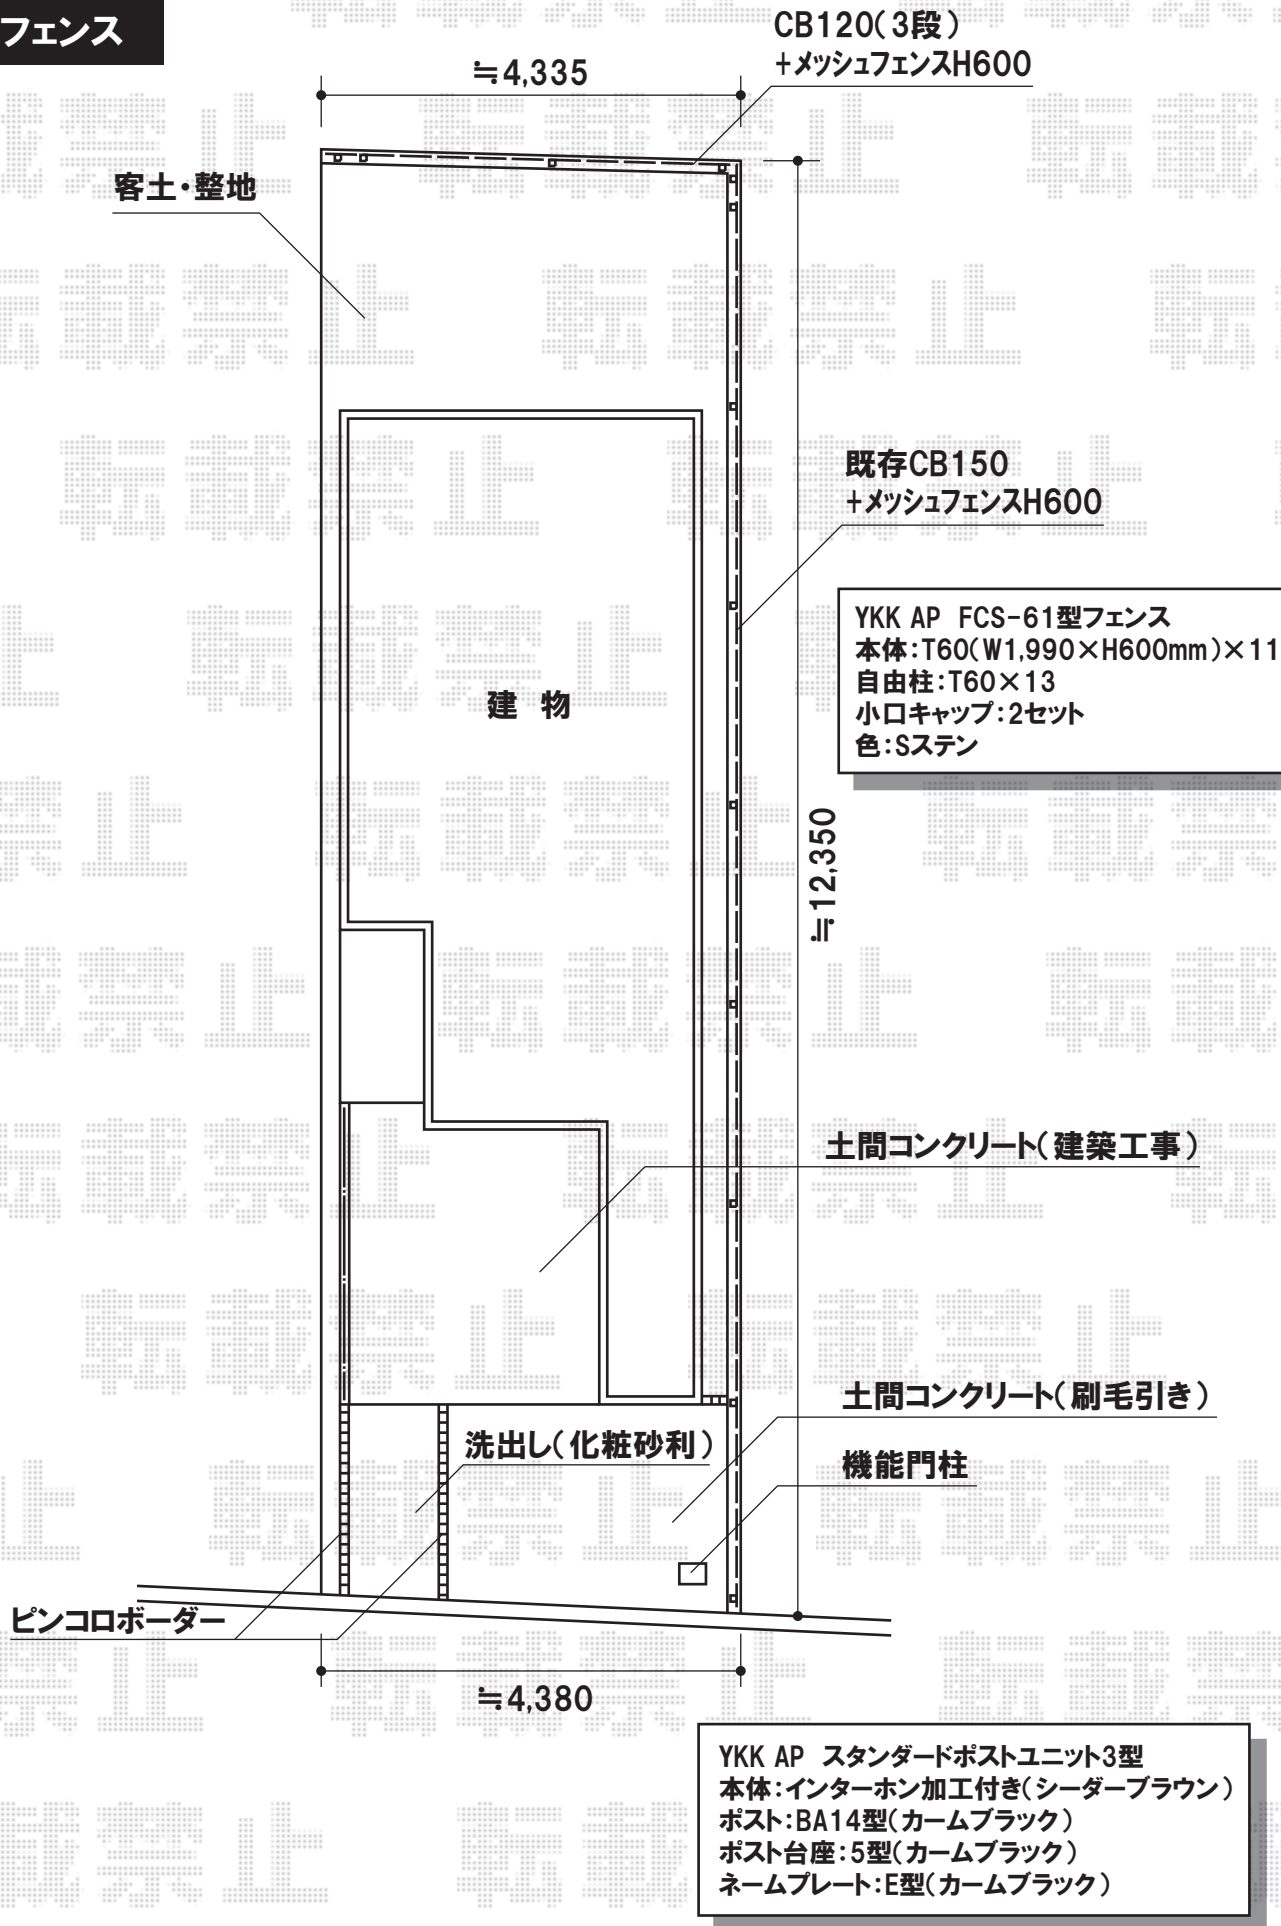 フェンス
CB120(3段)
+メッシュフェンスH600
≒4,335
客土・整地
既存CB150
+メッシュフェンスH600
YKK AP FCS-61型フェンス
本体:T60(W1,990×H600mm)×11
自由柱:T60×13
小口キャップ:2セット
色:Sステン
建 物
≒12,350
土間コンクリート(建築工事)
土間コンクリート(刷毛引き)
洗出し(化粧砂利)
機能門柱
ピンコロボーダー
≒4,380
YKK AP スタンダードポストユニット3型
本体:インターホン加工付き(シーダーブラウン)
ポスト:BA14型(カームブラック)
ポスト台座:5型(カームブラック)
ネームプレート:E型(カームブラック)
転載禁止